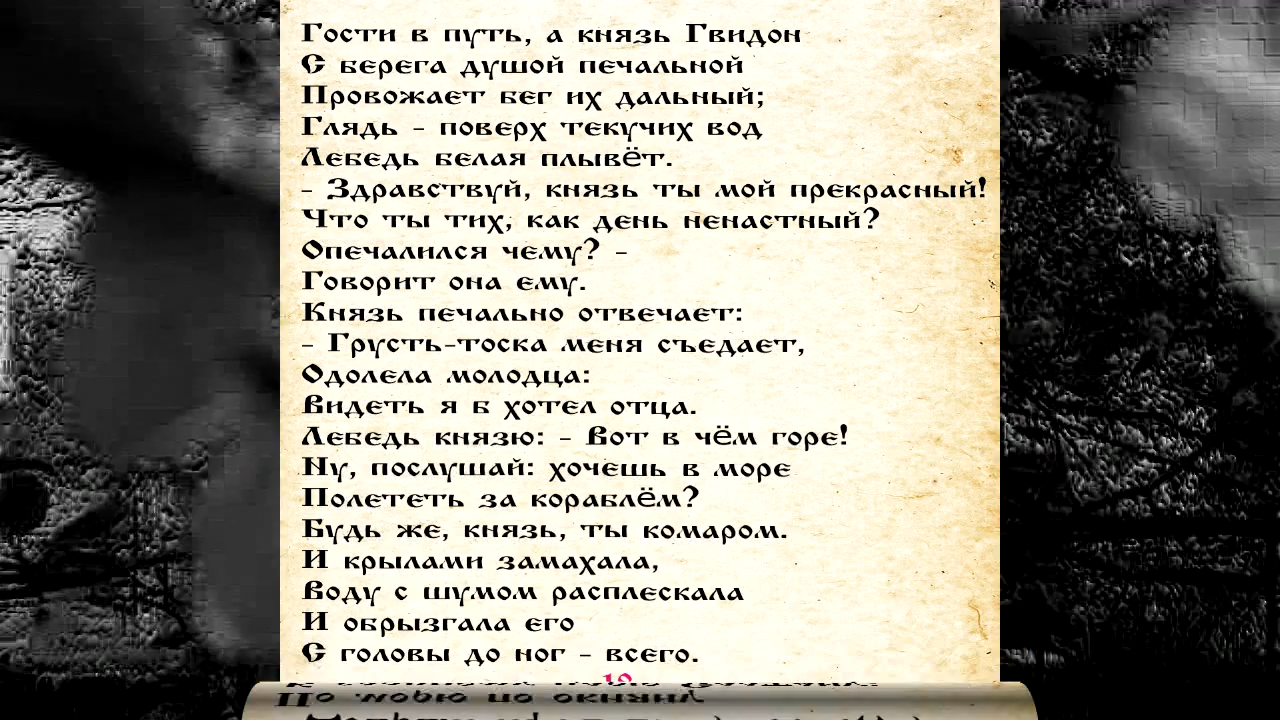 Гости в путь, а князь Гвидон
С берега душой печальной
Провожает бег их дальный;
Глядь - поверх текучих вод
Лебедь белая плывёт.
- Здравствуй, князь ты мой прекрасный!
Что ты тих, как день ненастный?
Опечалился чему? -
Говорит она ему.
Князь печально отвечает:
- Грусть-тоска меня съедает,
Одолела молодца:
Видеть я б хотел отца.
Лебедь князю: - Вот в чём горе!
Ну, послушай: хочешь в море
Полететь за кораблём?
Будь же, князь, ты комаром.
И крылами замахала,
Воду с шумом расплескала
И обрызгала его
С головы до ног - всего.